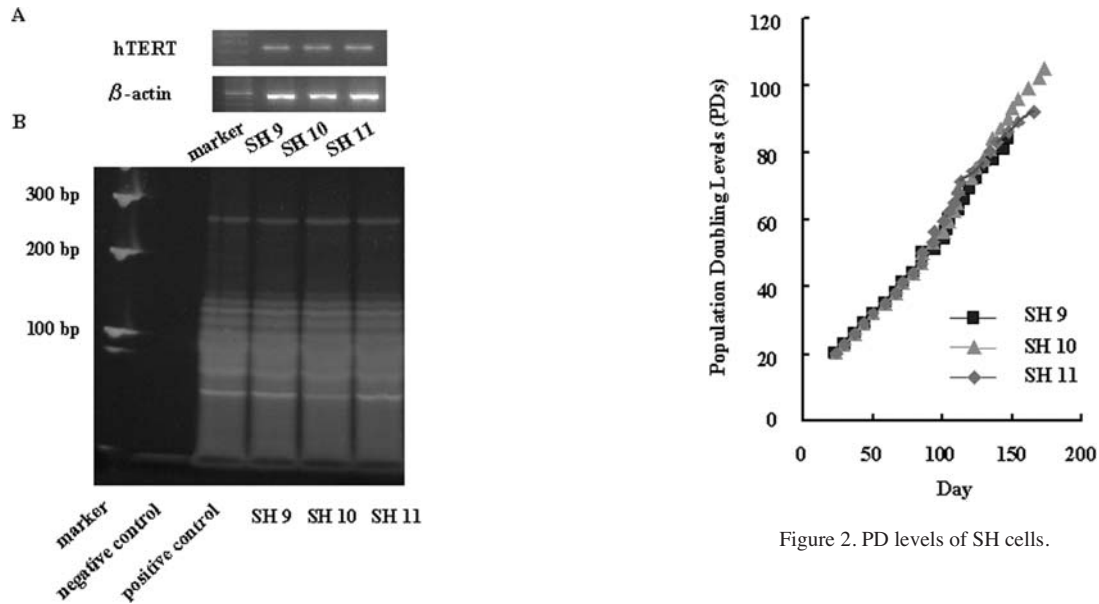 A
hTERT
β-actin
marker
SH 9
SH 10
SH 11
B
300 bp
200 bp
100 bp
marker
negative control
positive control
SH 9
SH 10
SH 11
120
100
80
60
40
20
0
Population Doubling Levels (PDs)
SH 9
SH 10
SH 11
0 50 100 150 200
Day
Figure 2. PD levels of SH cells.